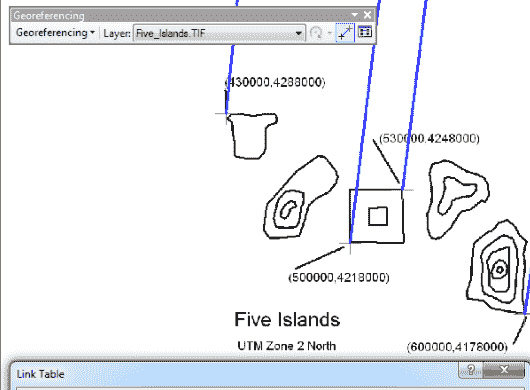 Georeferencing
Georeferencing Layer: Five_Islands.TIF
(430000,4288000)
(530000,4248000)
(500000,4218000)
Five Islands
UTM Zone 2 North
(600000,4178000)
Link Table